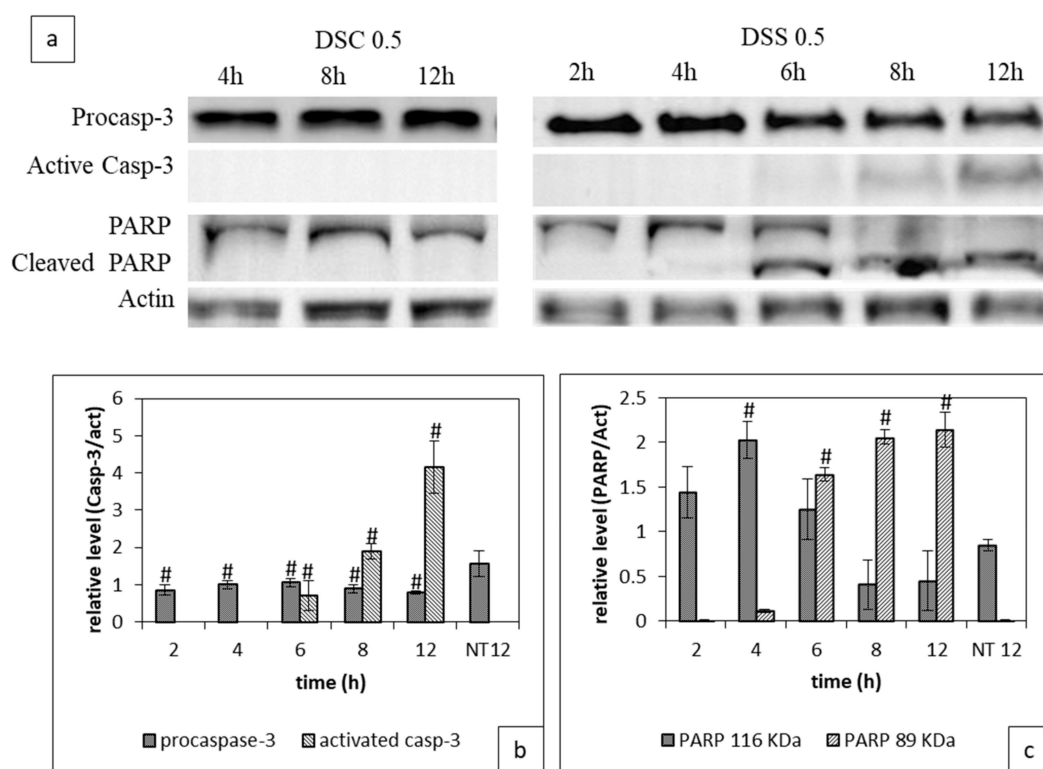 a
DSC 0.5 DSS 0.5
4h 8h 12h 2h 4h 6h 8h 12h
Procasp-3
Active Casp-3
PARP
Cleaved PARP
Actin
relative level (Casp-3/act)
6
5
4
3
2
1
0
# # # # # # # #
2 4 6 8 12 NT12
time (h)
procaspase-3 activated casp-3
b
relative level (PARP/Act)
2.5
2
1.5
1
0.5
0
# # # #
2 4 6 8 12 NT 12
time (h)
PARP 116 KDa PARP 89 KDa
c